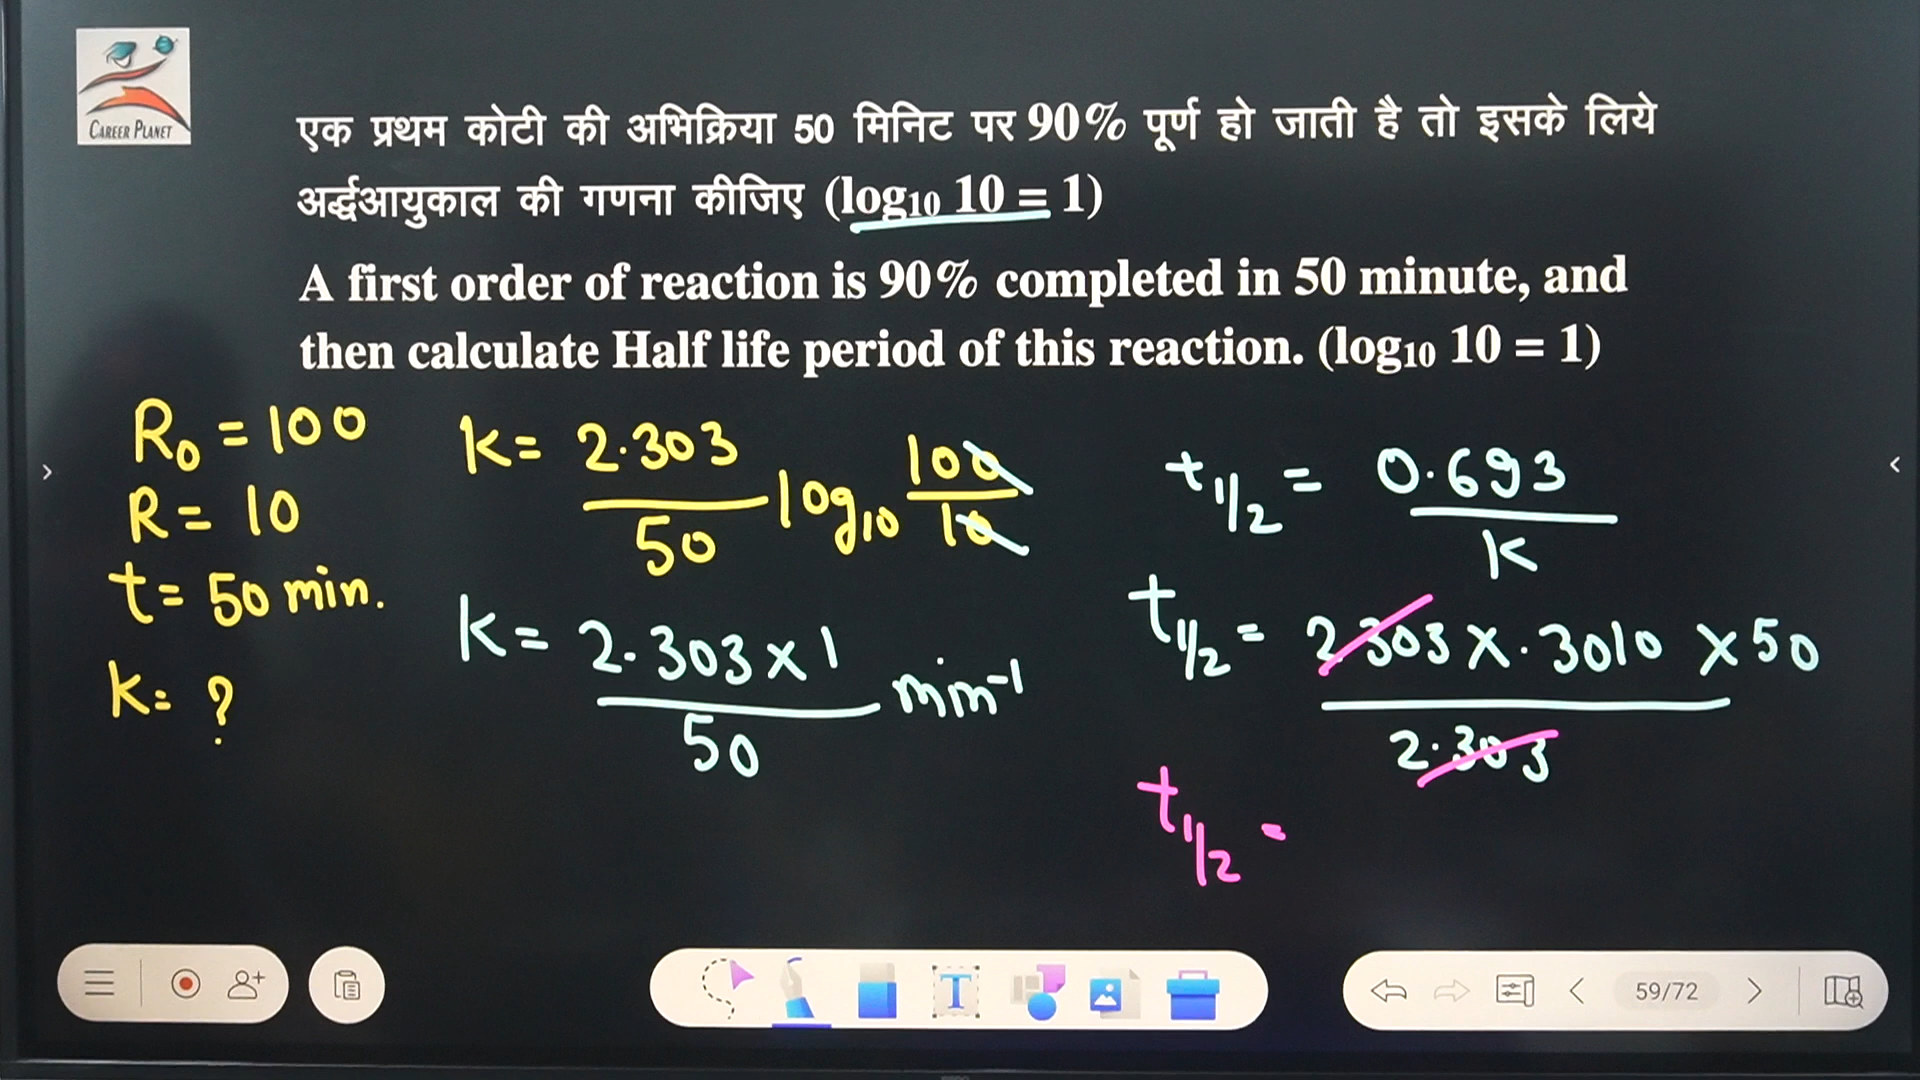 CAREER PLANET
एक प्रथम कोटी की अभिक्रिया 50 मिनिट पर 90% पूर्ण हो जाती है तो इसके लिये
अर्द्धआयुकाल की गणना कीजिए (log₁₀ 10 = 1)
A first order of reaction is 90% completed in 50 minute, and
then calculate Half life period of this reaction. (log₁₀ 10 = 1)
R₀ = 100
R = 10
t = 50 min.
k = ?
k = 2.303
50
log₁₀
100
10
k = 2.303 x 1
50
min⁻¹
t1/2 = 0.693
K
t1/2 = 2.303 x .3010 x 50
2.303
t1/2 =
T
59/72